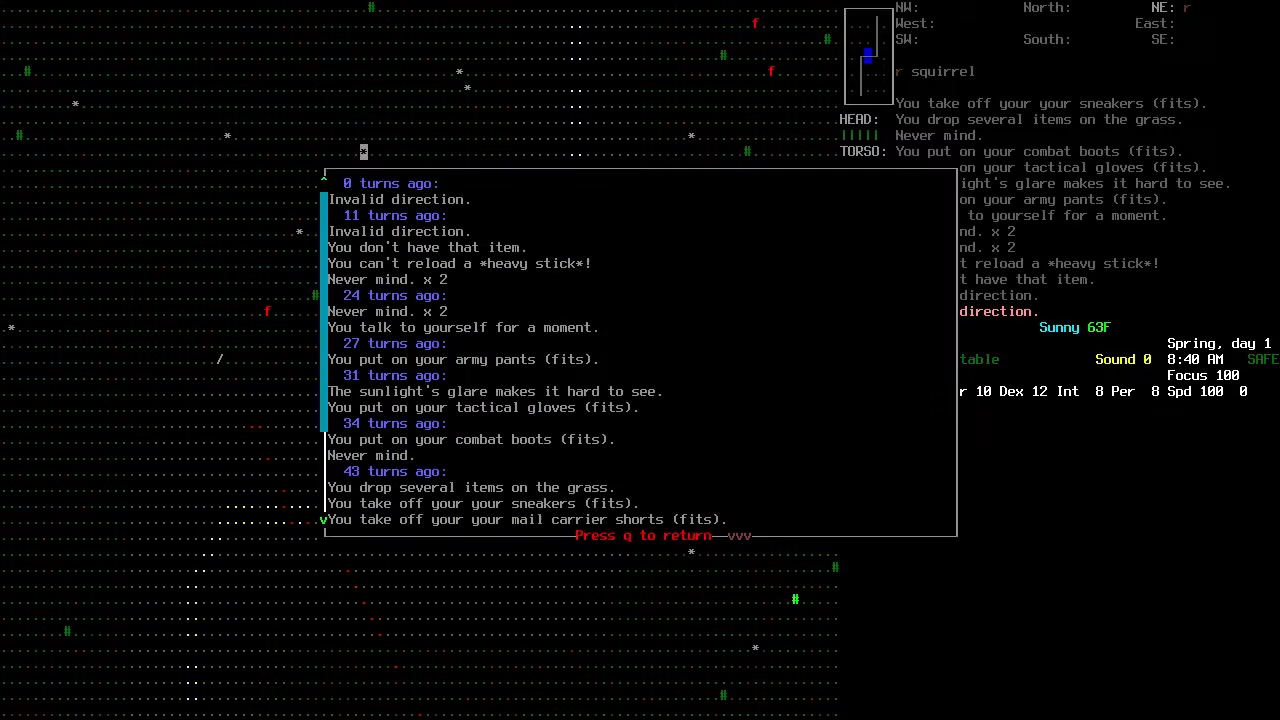 NW: North: NE: r
West: East:
SW: South: SE:
r squirrel
You take off your your sneakers (fits).
HEAD: You drop several items on the grass.
||||| Never mind.
TORSO: You put on your combat boots (fits).
on your tactical gloves (fits).
ight's glare makes it hard to see.
on your army pants (fits).
to yourself for a moment.
nd. x 2
nd. x 2
t reload a *heavy stick*!
t have that item.
direction.
direction.
Sunny 63F
Spring, day 1
table Sound 0 8:40 AM SAFE
Focus 100
r 10 Dex 12 Int 8 Per 8 Spd 100 0
0 turns ago:
Invalid direction.
11 turns ago:
Invalid direction.
You don't have that item.
You can't reload a *heavy stick*!
Never mind. x 2
24 turns ago:
Never mind. x 2
You talk to yourself for a moment.
27 turns ago:
You put on your army pants (fits).
31 turns ago:
The sunlight's glare makes it hard to see.
You put on your tactical gloves (fits).
34 turns ago:
You put on your combat boots (fits).
Never mind.
43 turns ago:
You drop several items on the grass.
You take off your your sneakers (fits).
You take off your your mail carrier shorts (fits).
Press q to return vvv